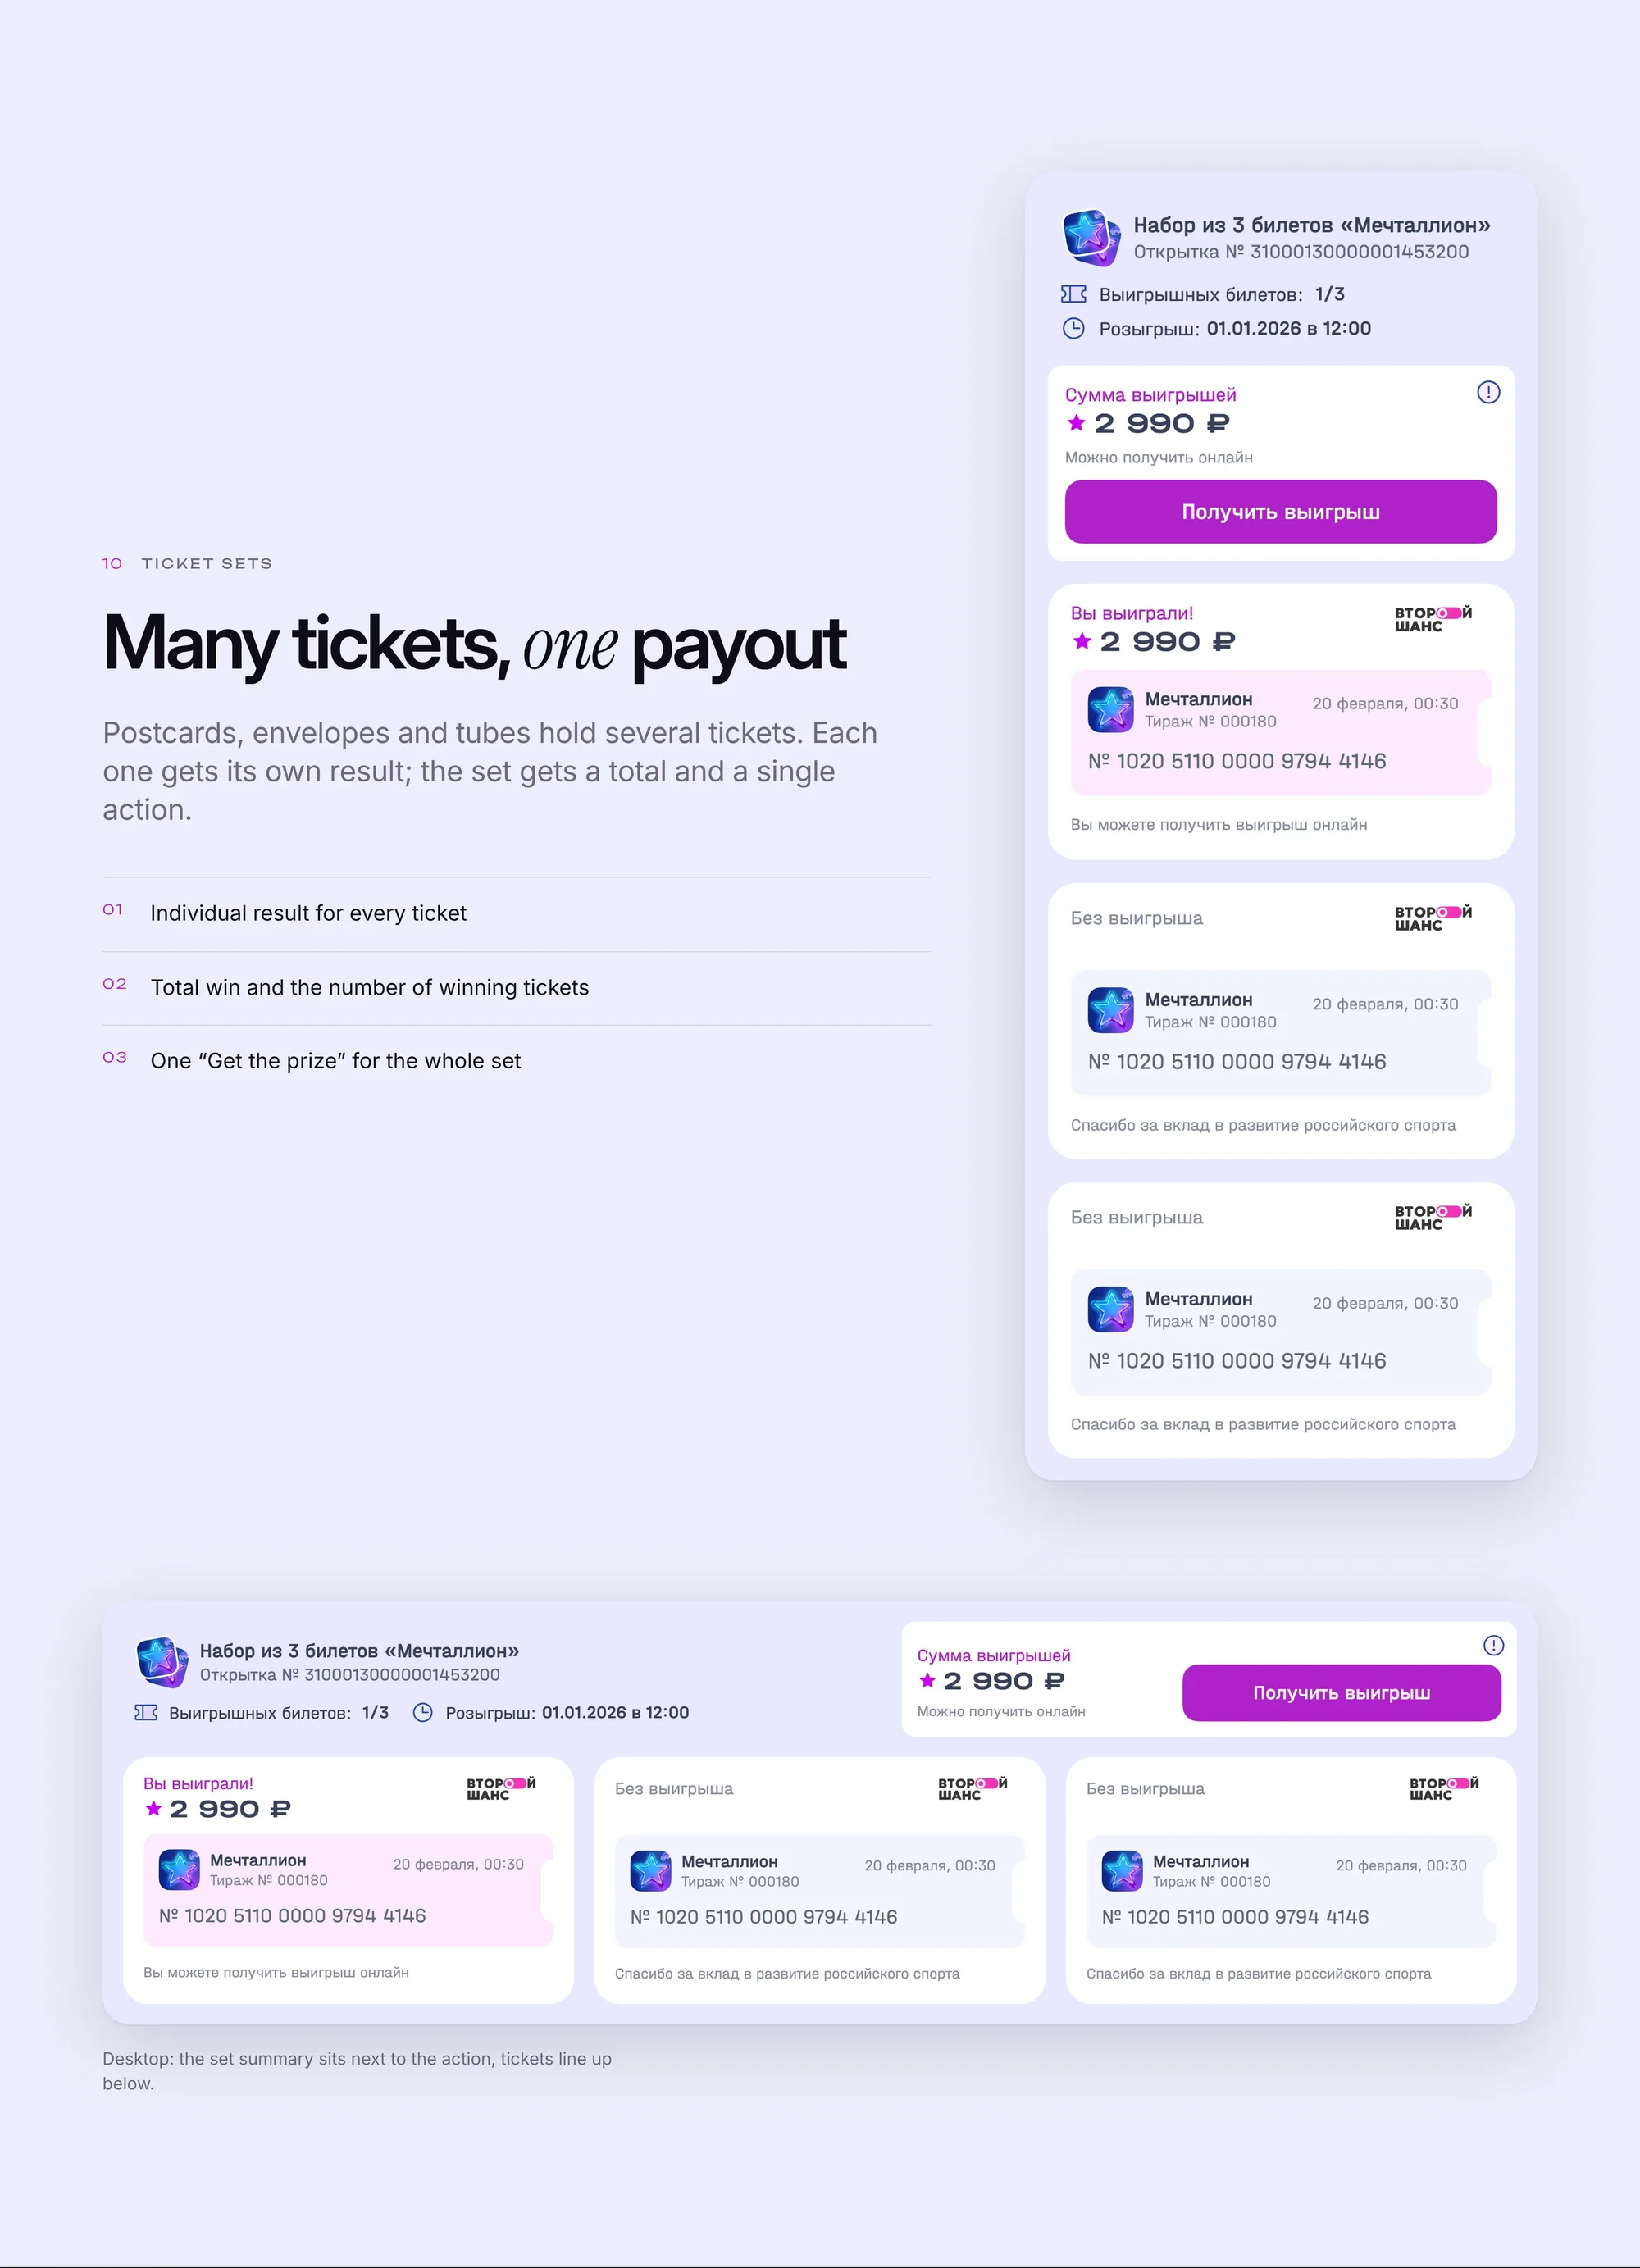 10 TICKET SETS
Many tickets, one payout
Postcards, envelopes and tubes hold several tickets. Each
one gets its own result; the set gets a total and a single
action.
01 Individual result for every ticket
02 Total win and the number of winning tickets
03 One “Get the prize” for the whole set
Набор из 3 билетов «Мечталлион»
Открытка № 31000130000001453200
Выигрышных билетов: 1/3
Розыгрыш: 01.01.2026 в 12:00
Сумма выигрышей
2 990 ₽
Можно получить онлайн
Получить выигрыш
Вы выиграли!
2 990 ₽
ВТОРОЙ
ШАНС
Мечталлион
Тираж № 000180
20 февраля, 00:30
№ 1020 5110 0000 9794 4146
Вы можете получить выигрыш онлайн
Без выигрыша
ВТОРОЙ
ШАНС
Мечталлион
Тираж № 000180
20 февраля, 00:30
№ 1020 5110 0000 9794 4146
Спасибо за вклад в развитие российского спорта
Без выигрыша
ВТОРОЙ
ШАНС
Мечталлион
Тираж № 000180
20 февраля, 00:30
№ 1020 5110 0000 9794 4146
Спасибо за вклад в развитие российского спорта
Набор из 3 билетов «Мечталлион»
Открытка № 31000130000001453200
Выигрышных билетов: 1/3
Розыгрыш: 01.01.2026 в 12:00
Сумма выигрышей
2 990 ₽
Можно получить онлайн
Получить выигрыш
Вы выиграли!
2 990 ₽
ВТОРОЙ
ШАНС
Мечталлион
Тираж № 000180
20 февраля, 00:30
№ 1020 5110 0000 9794 4146
Вы можете получить выигрыш онлайн
Без выигрыша
ВТОРОЙ
ШАНС
Мечталлион
Тираж № 000180
20 февраля, 00:30
№ 1020 5110 0000 9794 4146
Спасибо за вклад в развитие российского спорта
Без выигрыша
ВТОРОЙ
ШАНС
Мечталлион
Тираж № 000180
20 февраля, 00:30
№ 1020 5110 0000 9794 4146
Спасибо за вклад в развитие российского спорта
Desktop: the set summary sits next to the action, tickets line up
below.